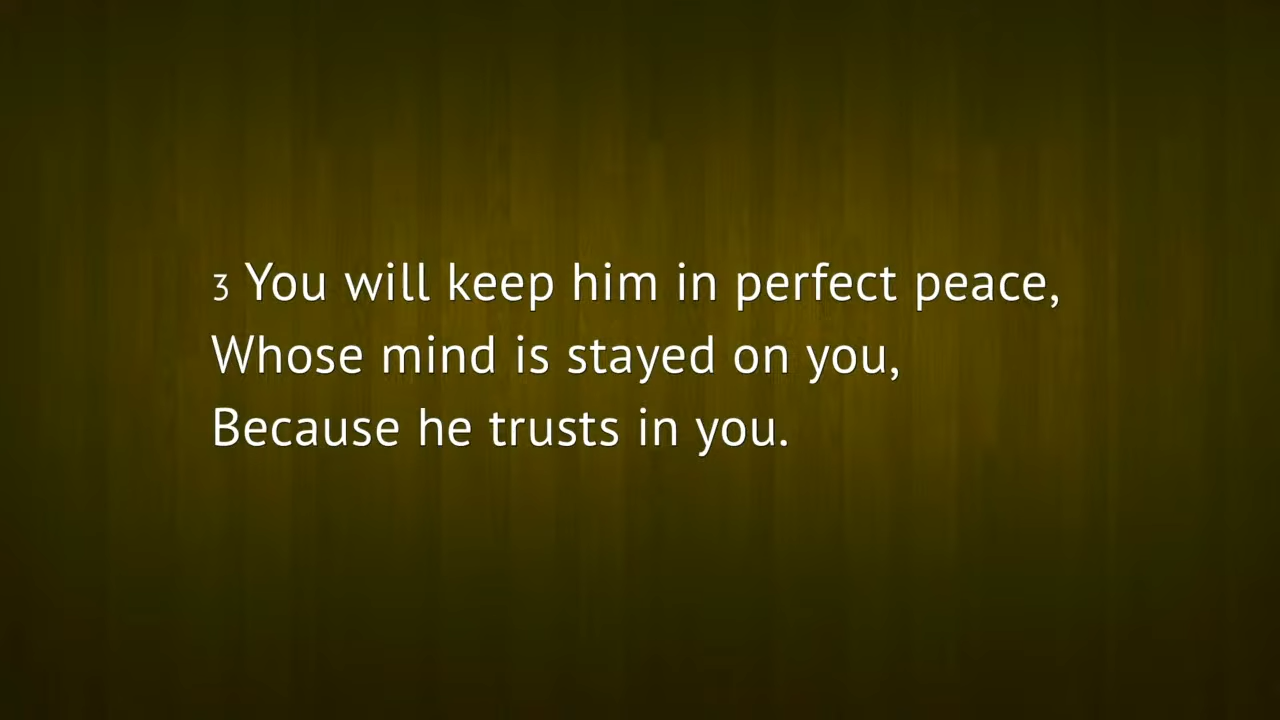 3 You will keep him in perfect peace,
Whose mind is stayed on you,
Because he trusts in you.